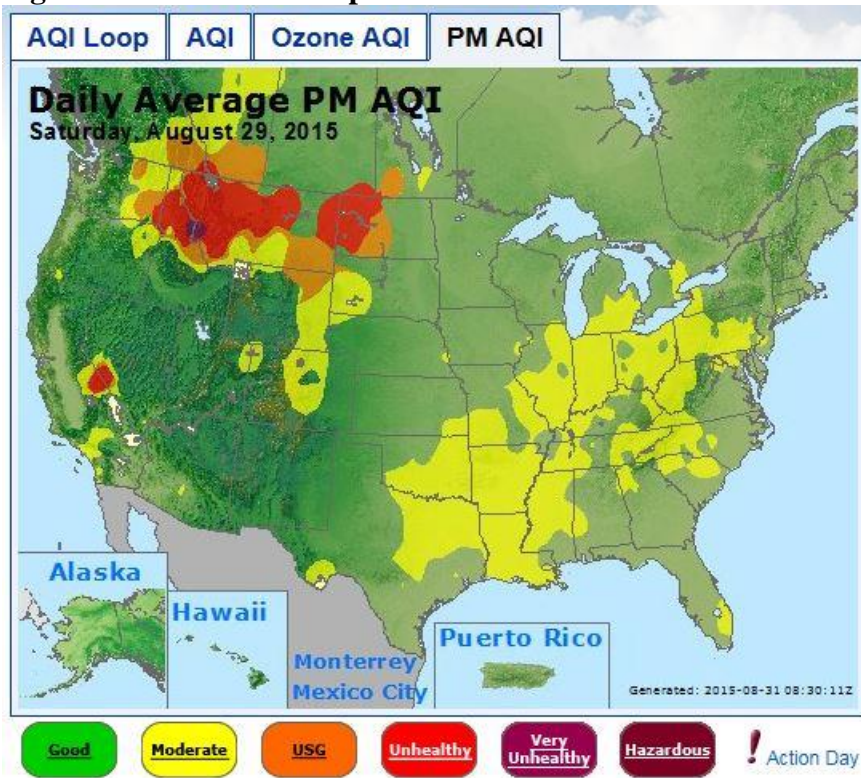 AQI Loop AQI Ozone AQI PM AQI
Daily Average PM AQI
Saturday, August 29, 2015
Alaska
Hawaii
Puerto Rico
Monterrey
Mexico City
Generated: 2015-08-31 08:30:11Z
Good Moderate USG Unhealthy Very Unhealthy Hazardous ! Action Day